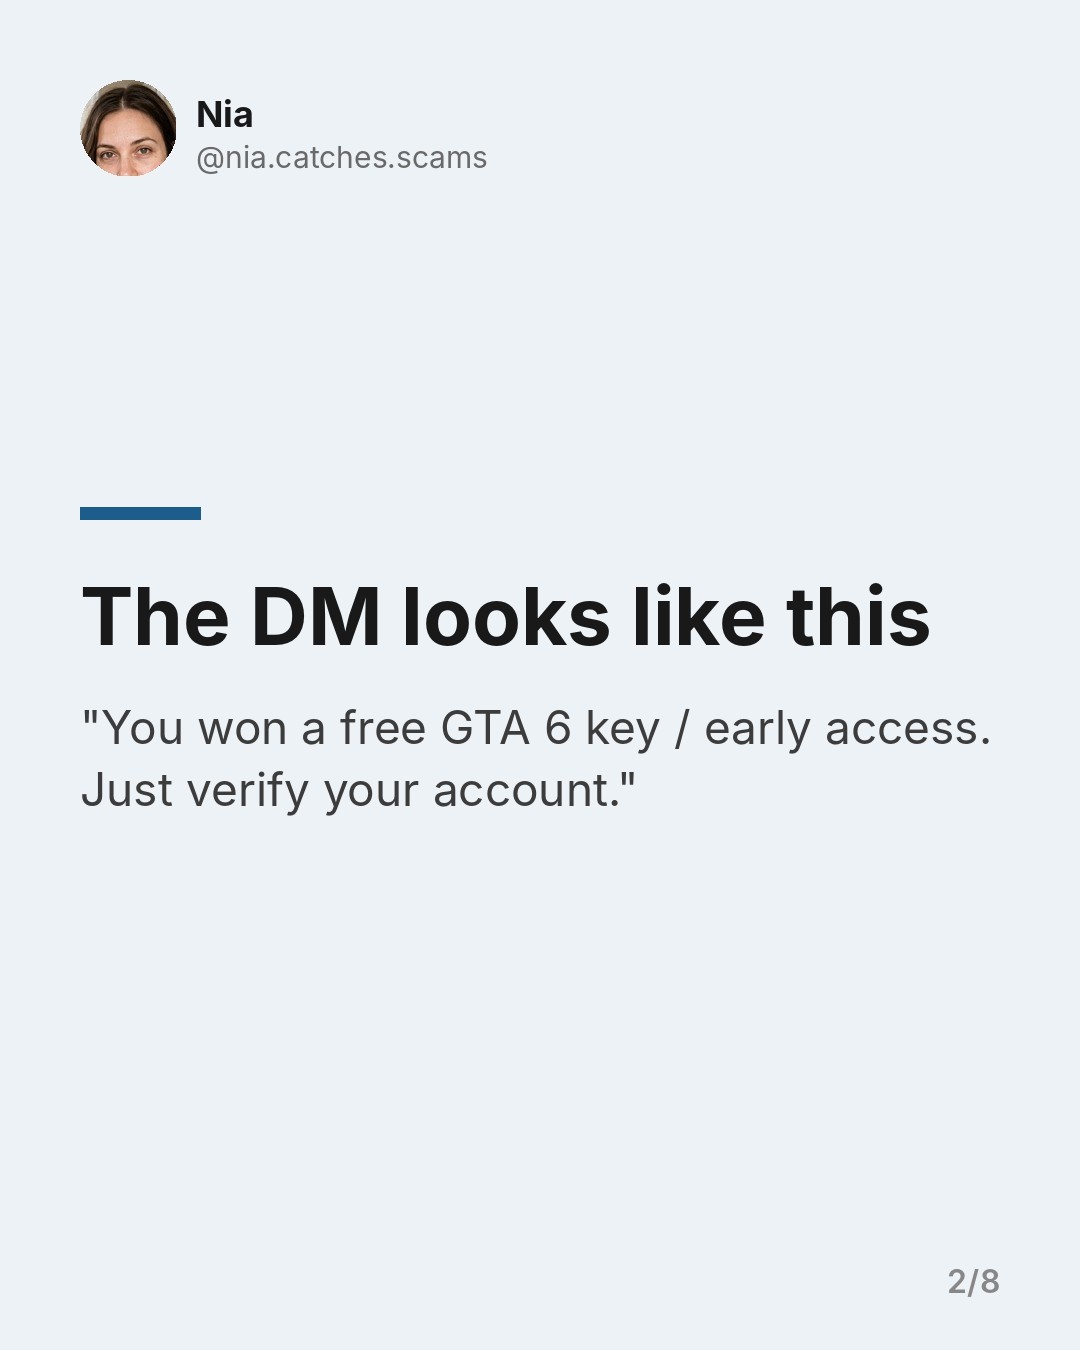 Nia
@nia.catches.scams
The DM looks like this
"You won a free GTA 6 key / early access.
Just verify your account."
2/8